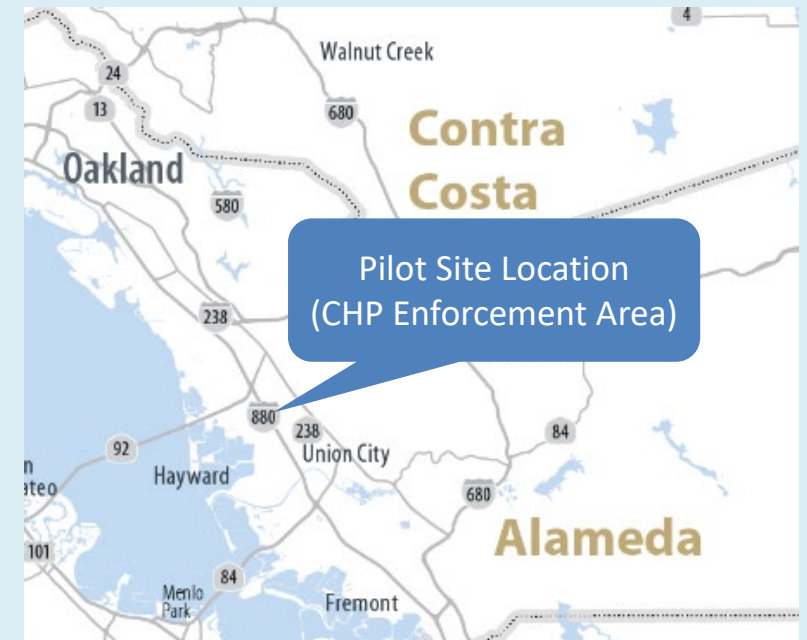 4
Walnut Creek
24
13
680
Contra
Costa
Oakland
580
Pilot Site Location
(CHP Enforcement Area)
238
880
238
84
92
Union City
n
ateo
Hayward
680
Alameda
101
84
Menlo
Park
Fremont